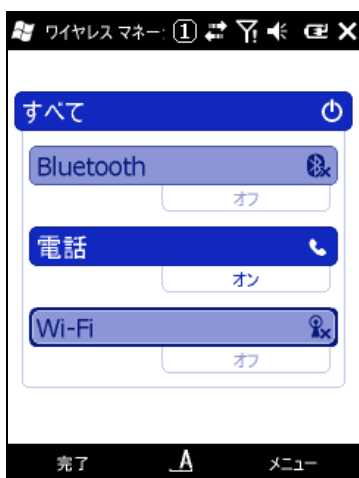 ワイヤレス マネー: 1
すべて
Bluetooth
オフ
電話
オン
Wi-Fi
オフ
完了 A メニュー